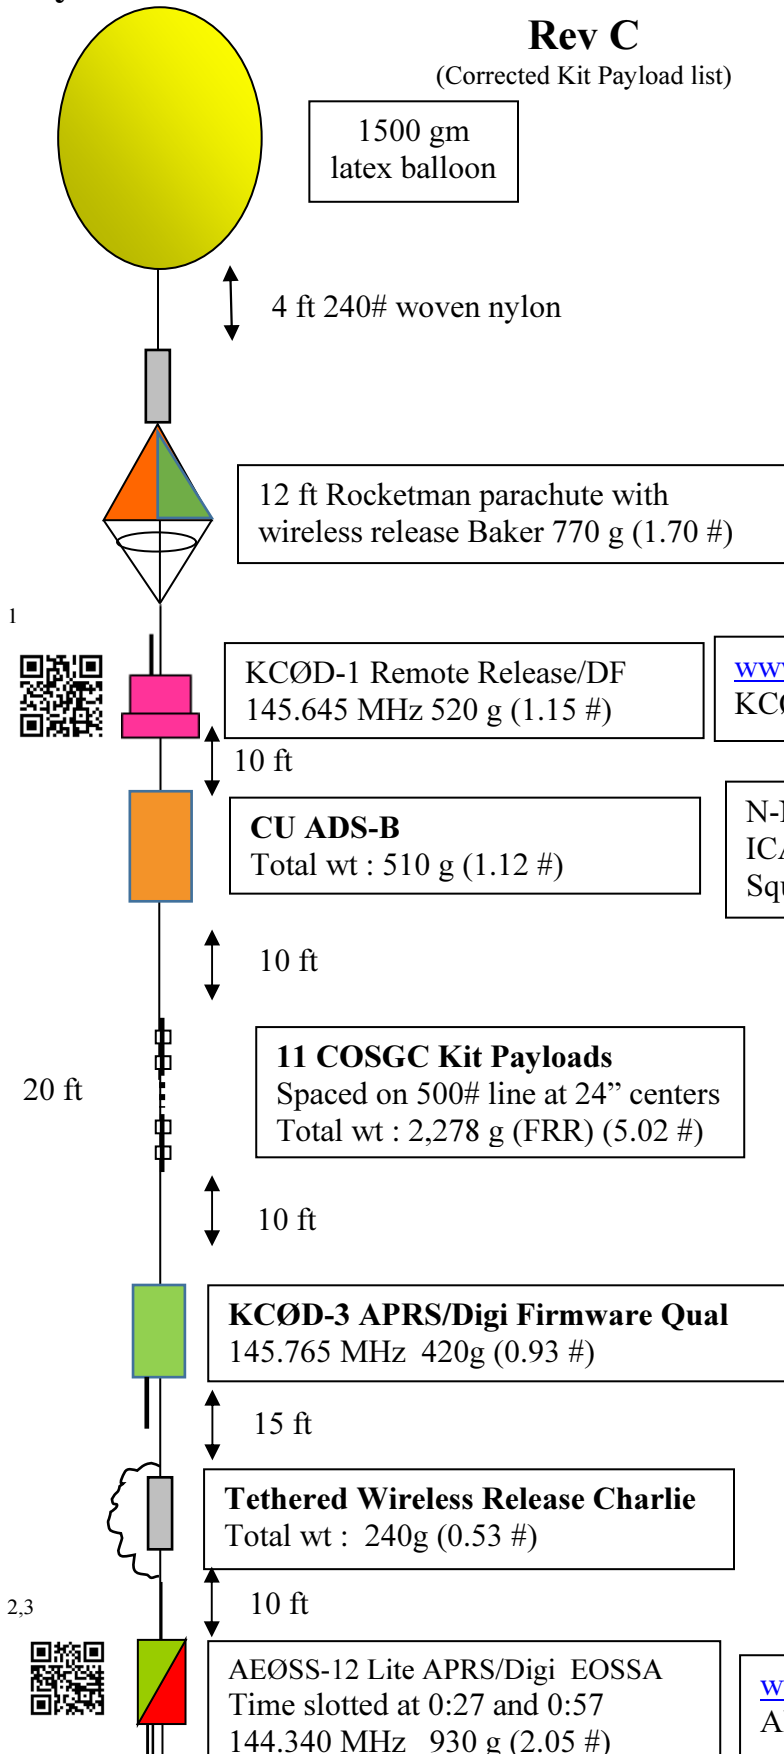 Rev C
(Corrected Kit Payload list)
1500 gm
latex balloon
4 ft 240# woven nylon
12 ft Rocketman parachute with
wireless release Baker 770 g (1.70 #)
1
KCØD-1 Remote Release/DF
145.645 MHz 520 g (1.15 #)
10 ft
CU ADS-B
Total wt : 510 g (1.12 #)
10 ft
20 ft
11 COSGC Kit Payloads
Spaced on 500# line at 24” centers
Total wt : 2,278 g (FRR) (5.02 #)
10 ft
KCØD-3 APRS/Digi Firmware Qual
145.765 MHz 420g (0.93 #)
15 ft
Tethered Wireless Release Charlie
Total wt : 240g (0.53 #)
10 ft
2,3
AEØSS-12 Lite APRS/Digi EOSSA
Time slotted at 0:27 and 0:57
144.340 MHz 930 g (2.05 #)